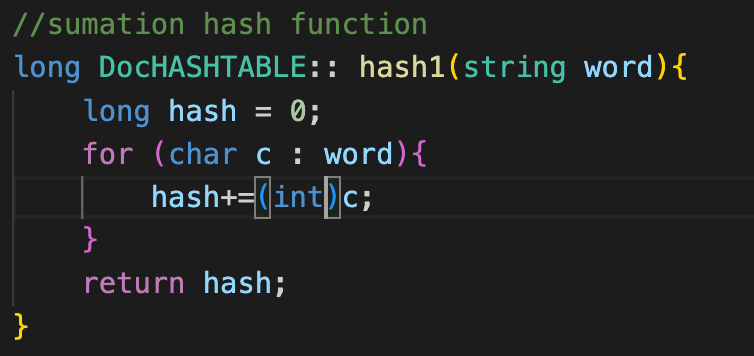 //sumation hash function
long DocHASHTABLE:: hash1(string word){
    long hash = 0;
    for (char c : word){
        hash+=(int)c;
    }
    return hash;
}